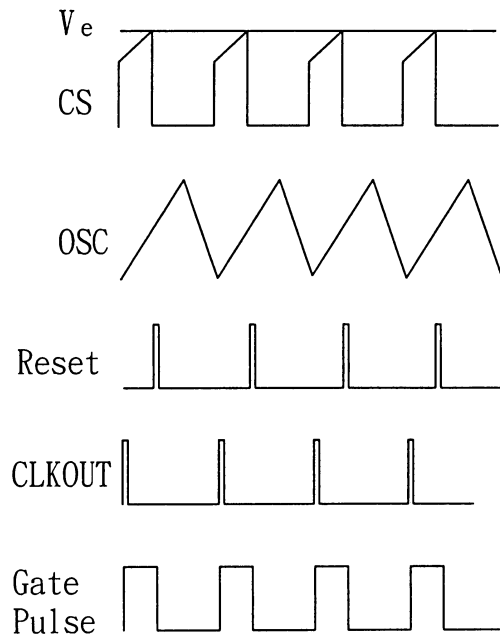 Ve
CS
OSC
Reset
CLKOUT
Gate
Pulse